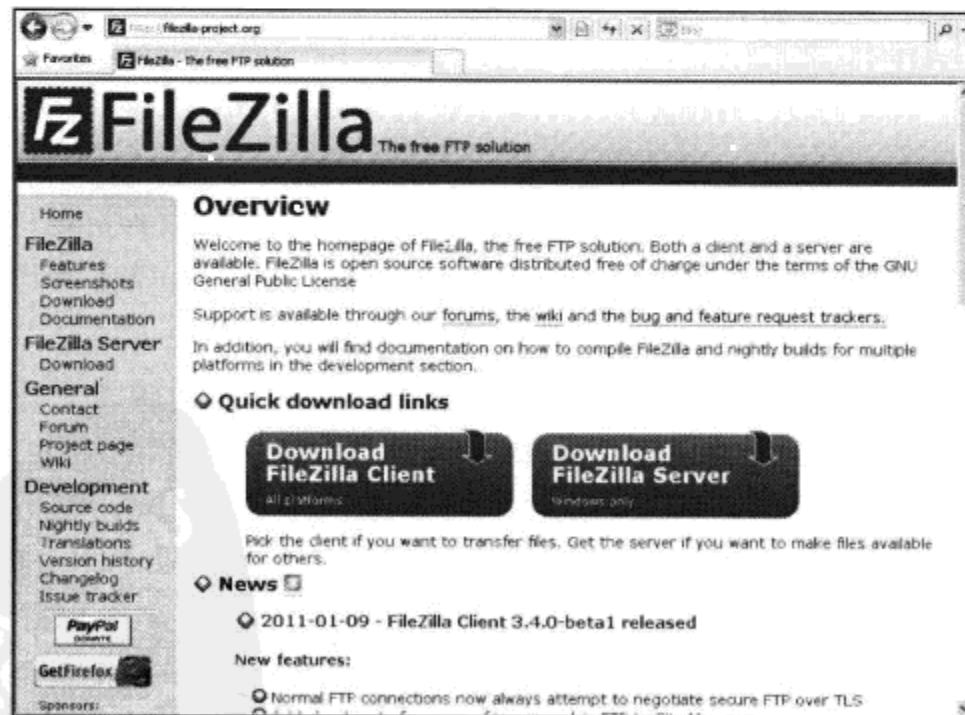 filezilla-project.org
Favorites
FileZilla - The free FTP solution
Fz FileZilla The free FTP solution
Home
FileZilla
Features
Screenshots
Download
Documentation
FileZilla Server
Download
General
Contact
Forum
Project page
Wiki
Development
Source code
Nightly builds
Translations
Version history
Changelog
Issue tracker
PayPal
DONATE
GetFirefox
Sponsors:
Overview
Welcome to the homepage of FileZilla, the free FTP solution. Both a client and a server are
available. FileZilla is open source software distributed free of charge under the terms of the GNU
General Public License
Support is available through our forums, the wiki and the bug and feature request trackers.
In addition, you will find documentation on how to compile FileZilla and nightly builds for multiple
platforms in the development section.
Quick download links
Download
FileZilla Client
All platforms
Download
FileZilla Server
Windows only
Pick the client if you want to transfer files. Get the server if you want to make files available
for others.
News
2011-01-09 - FileZilla Client 3.4.0-beta1 released
New features:
Normal FTP connections now always attempt to negotiate secure FTP over TLS